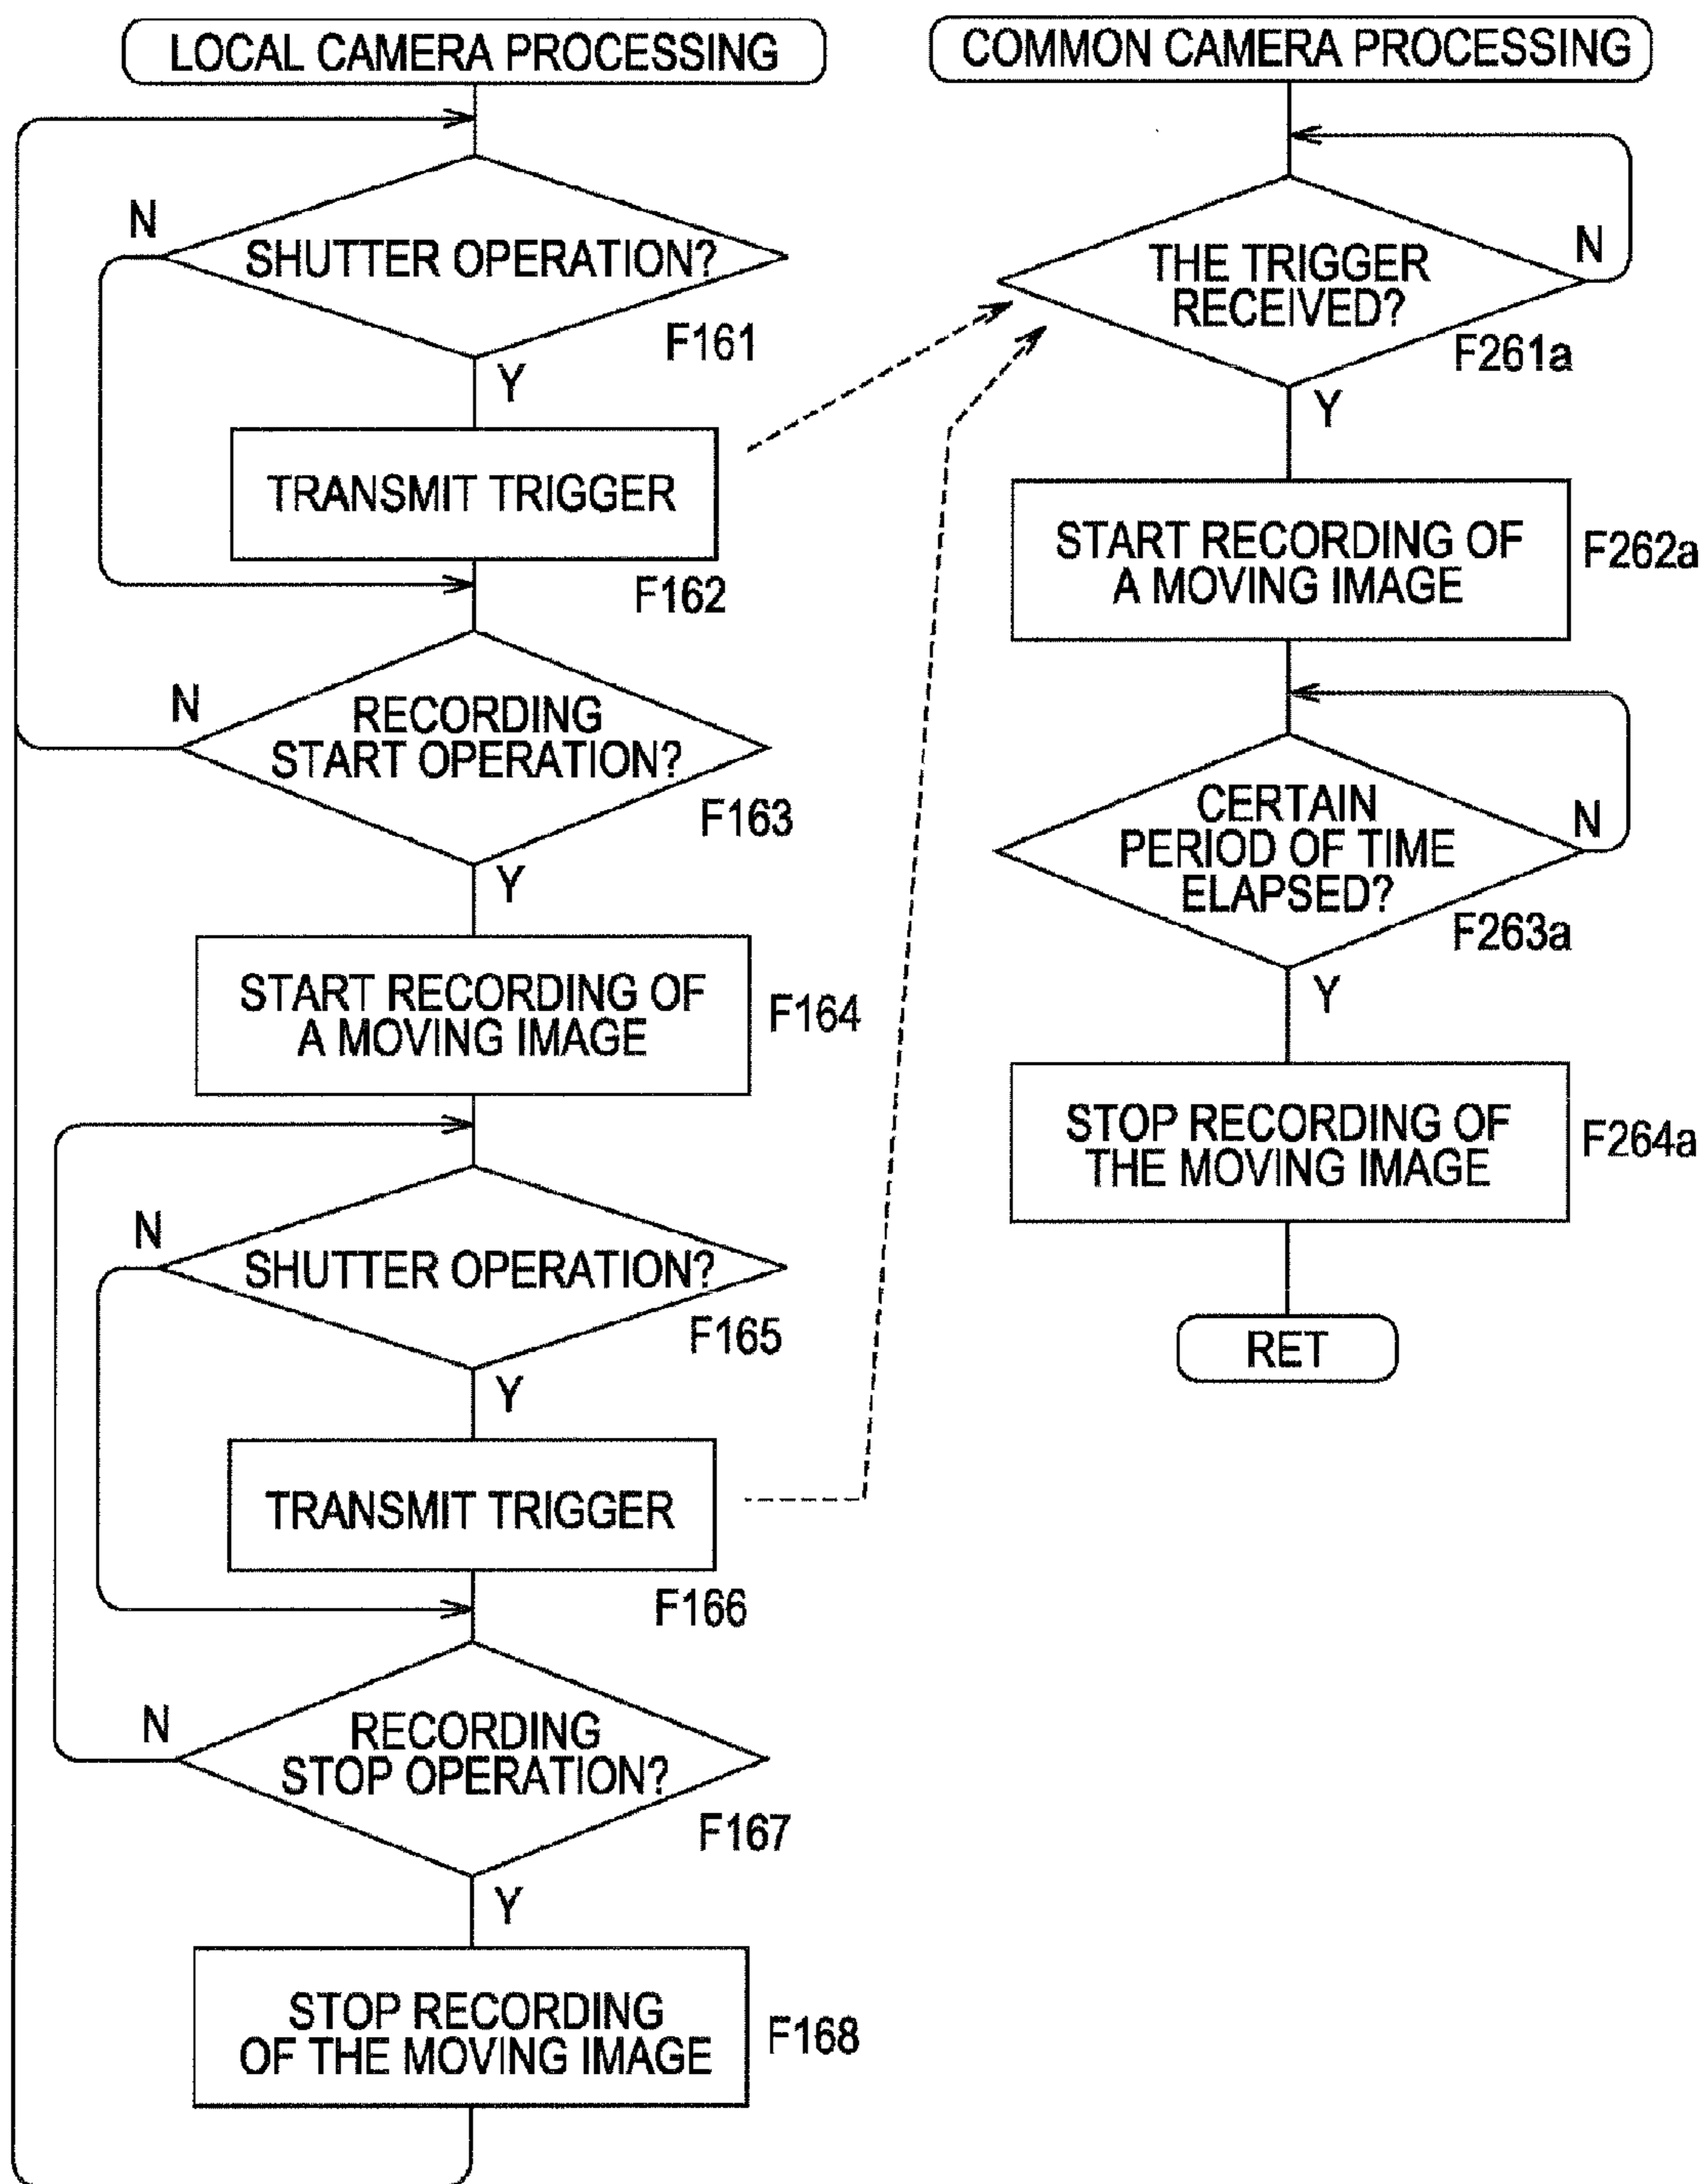 LOCAL CAMERA PROCESSING
N
SHUTTER OPERATION?
F161
Y
TRANSMIT TRIGGER
F162
N
RECORDING
START OPERATION?
F163
Y
START RECORDING OF
A MOVING IMAGE
F164
N
SHUTTER OPERATION?
F165
Y
TRANSMIT TRIGGER
F166
N
RECORDING
STOP OPERATION?
F167
Y
STOP RECORDING
OF THE MOVING IMAGE
F168
COMMON CAMERA PROCESSING
THE TRIGGER
RECEIVED?
N
F261a
Y
START RECORDING OF
A MOVING IMAGE
F262a
CERTAIN
PERIOD OF TIME
ELAPSED?
N
F263a
Y
STOP RECORDING OF
THE MOVING IMAGE
F264a
RET